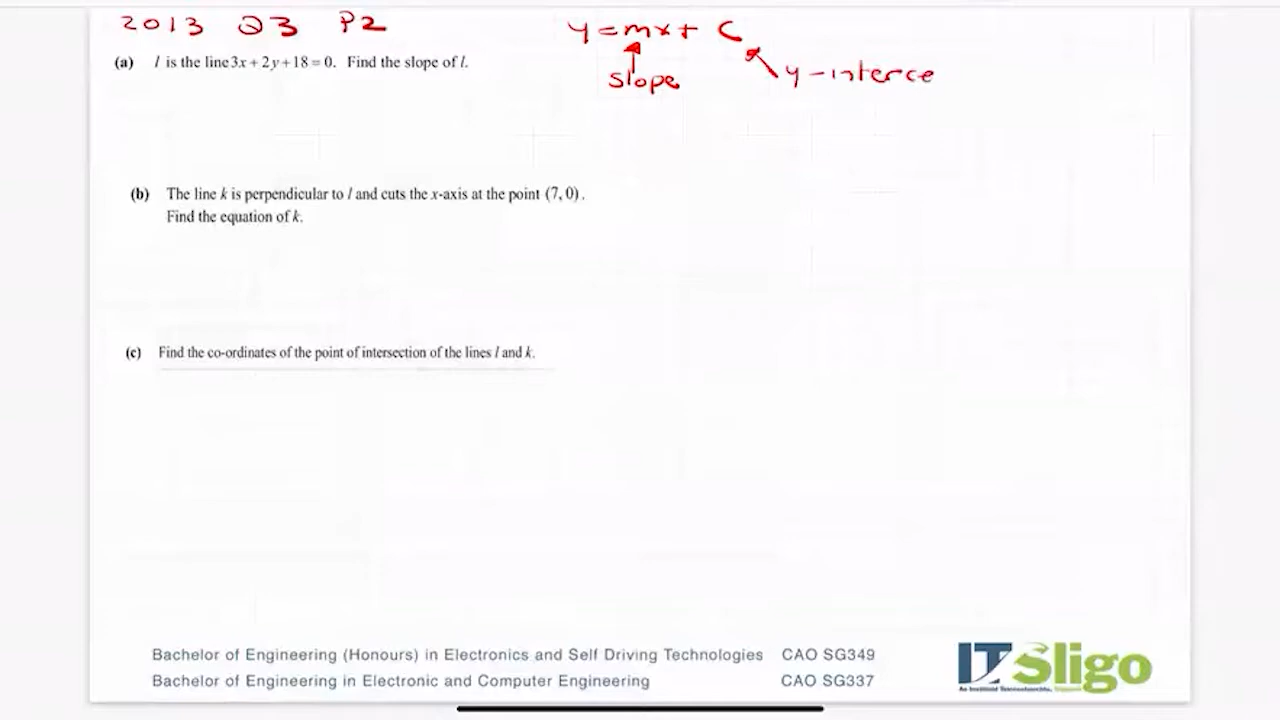 2013 Q3 P2
y=mx+ C
(a) l is the line 3x + 2y + 18 = 0. Find the slope of l.
slope
y-interce
(b) The line k is perpendicular to l and cuts the x-axis at the point (7, 0).
Find the equation of k.
(c) Find the co-ordinates of the point of intersection of the lines l and k.
Bachelor of Engineering (Honours) in Electronics and Self Driving Technologies CAO SG349
Bachelor of Engineering in Electronic and Computer Engineering CAO SG337
IT Sligo